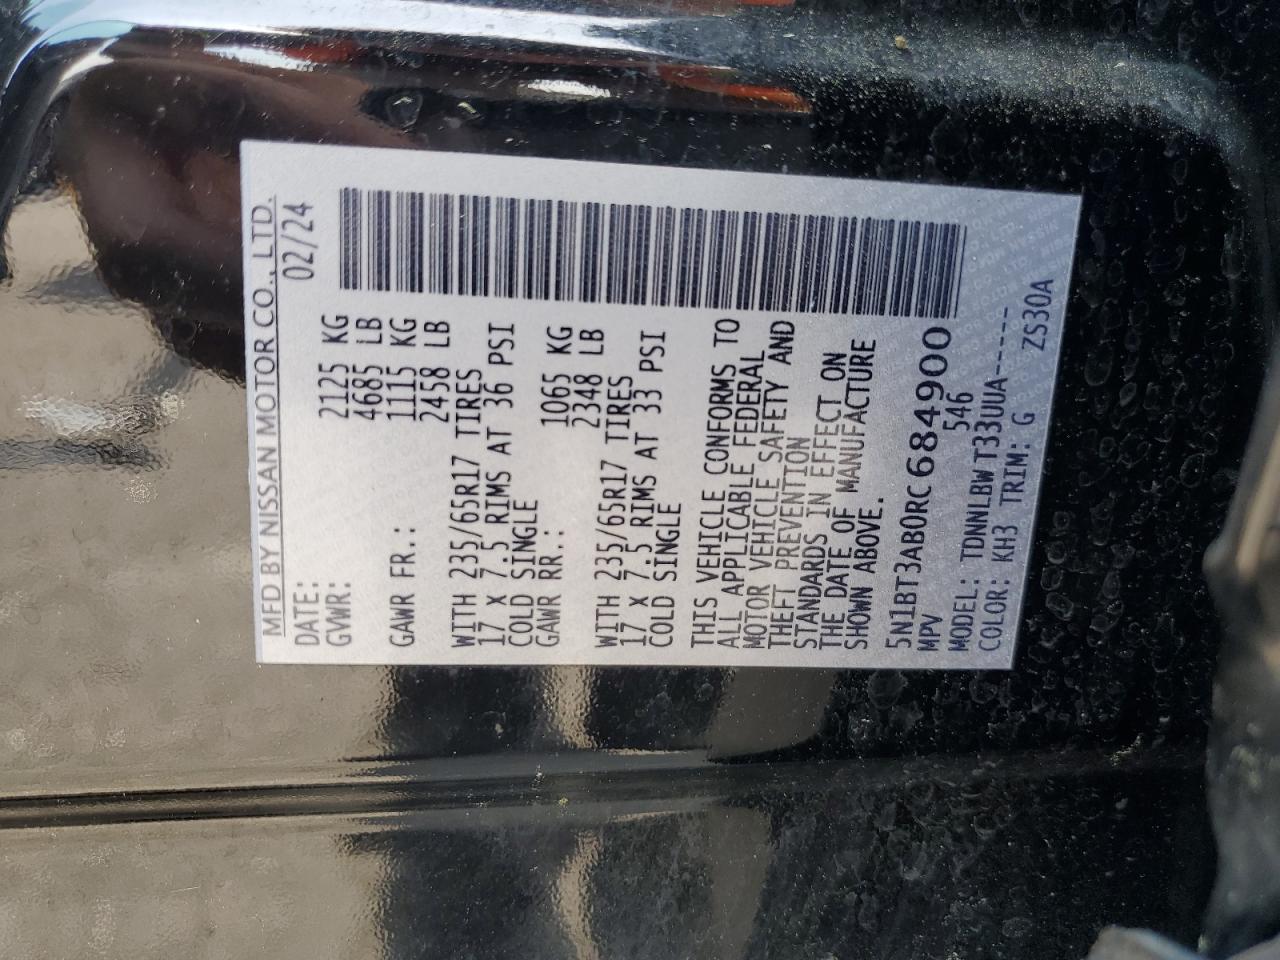 MFD BY NISSAN MOTOR CO., LTD.
DATE: 02/24
GVWR: 2125 KG
4685 LB
GAWR FR.: 1115 KG
2458 LB
WITH 235/65R17 TIRES
17 X 7.5 RIMS AT 36 PSI
COLD SINGLE
GAWR RR.: 1065 KG
2348 LB
WITH 235/65R17 TIRES
17 X 7.5 RIMS AT 33 PSI
COLD SINGLE
THIS VEHICLE CONFORMS TO
ALL APPLICABLE FEDERAL
MOTOR VEHICLE SAFETY AND
THEFT PREVENTION
STANDARDS IN EFFECT ON
THE DATE OF MANUFACTURE
SHOWN ABOVE.
5N1BT3AB0RC684900
MPV 546
MODEL: TDNNLBW T33UUA-----
COLOR: KH3 TRIM: G ZS30A